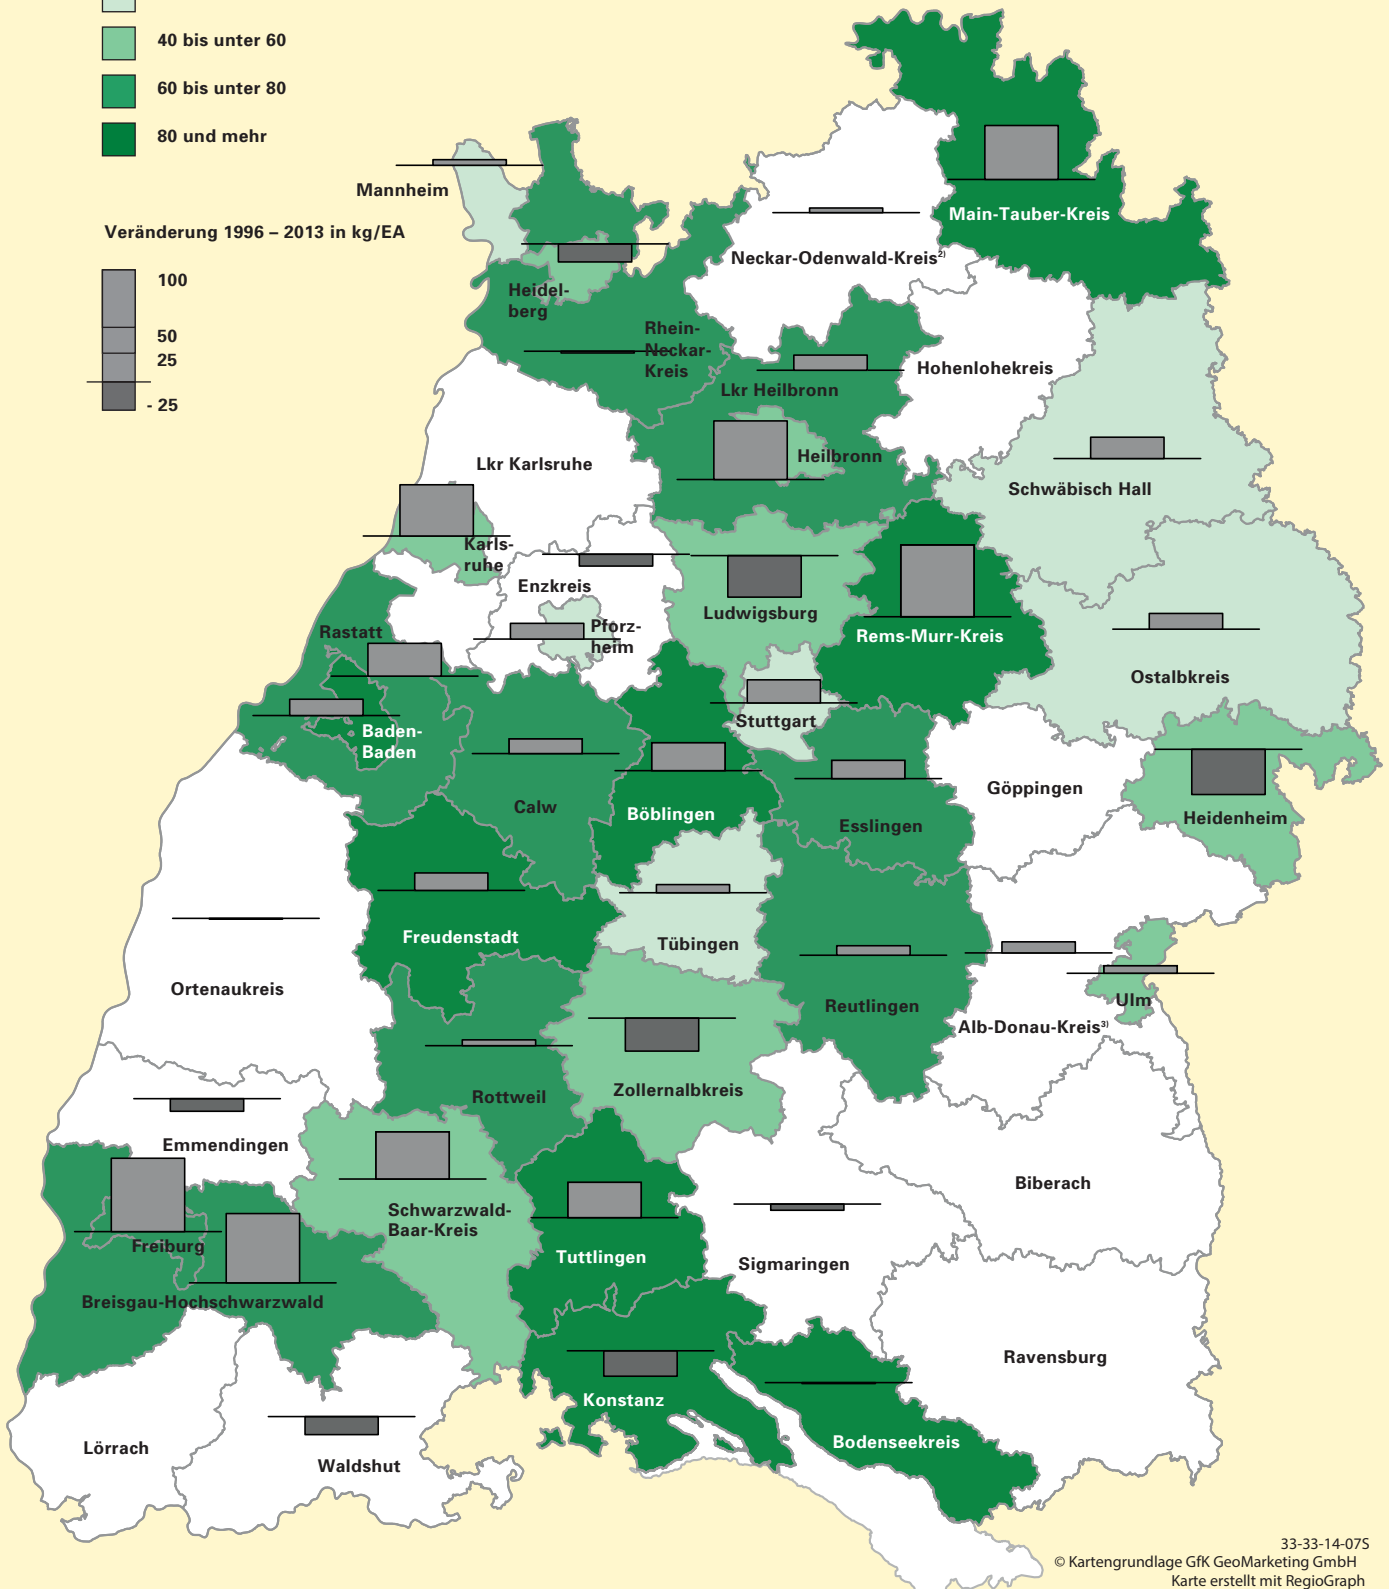 40 bis unter 60
60 bis unter 80
80 und mehr
Veränderung 1996 – 2013 in kg/EA
100
50
25
- 25
Mannheim
Main-Tauber-Kreis
Neckar-Odenwald-Kreis²⁾
Heidel-
berg
Rhein-
Neckar-
Kreis
Hohenlohekreis
Lkr Heilbronn
Heilbronn
Lkr Karlsruhe
Schwäbisch Hall
Karls-
ruhe
Enzkreis
Ludwigsburg
Rems-Murr-Kreis
Pforz-
heim
Rastatt
Ostalbkreis
Stuttgart
Baden-
Baden
Göppingen
Calw
Böblingen
Esslingen
Heidenheim
Freudenstadt
Tübingen
Ortenaukreis
Reutlingen
Ulm
Alb-Donau-Kreis³⁾
Rottweil
Zollernalbkreis
Emmendingen
Biberach
Schwarzwald-
Baar-Kreis
Freiburg
Tuttlingen
Sigmaringen
Breisgau-Hochschwarzwald
Ravensburg
Konstanz
Bodenseekreis
Lörrach
Waldshut
33-33-14-07S
© Kartengrundlage GfK GeoMarketing GmbH
Karte erstellt mit RegioGraph